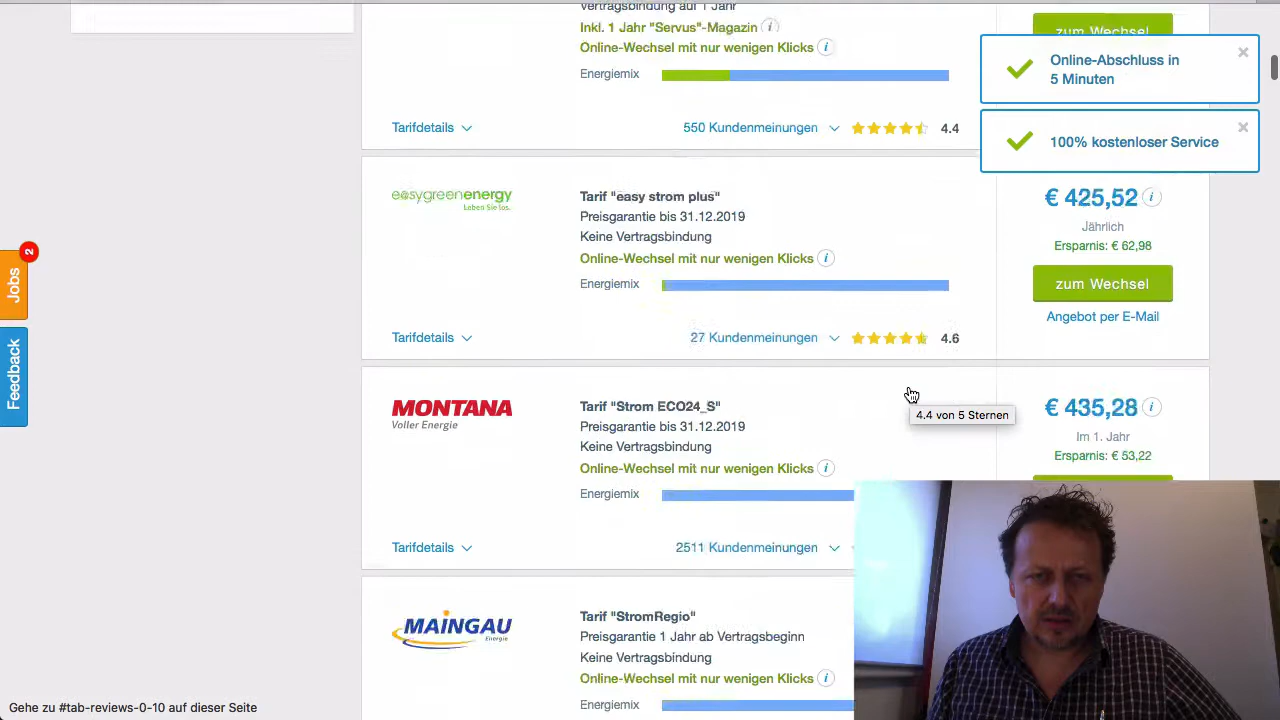 Vertragsbindung auf 1 Jahr
Inkl. 1 Jahr "Servus"-Magazin i
Online-Wechsel mit nur wenigen Klicks i
Energiemix
zum Wechsel
Online-Abschluss in
5 Minuten
100% kostenloser Service
Tarifdetails
550 Kundenmeinungen
4.4
easygreenenergy
Leben Sie los.
Tarif "easy strom plus"
Preisgarantie bis 31.12.2019
Keine Vertragsbindung
Online-Wechsel mit nur wenigen Klicks i
Energiemix
€ 425,52 i
Jährlich
Ersparnis: € 62,98
zum Wechsel
Angebot per E-Mail
Tarifdetails
27 Kundenmeinungen
4.6
2
Jobs
Feedback
MONTANA
Voller Energie
Tarif "Strom ECO24_S"
Preisgarantie bis 31.12.2019
Keine Vertragsbindung
Online-Wechsel mit nur wenigen Klicks i
Energiemix
4.4 von 5 Sternen
€ 435,28 i
Im 1. Jahr
Ersparnis: € 53,22
Tarifdetails
2511 Kundenmeinungen
MAINGAU
Energie
Tarif "StromRegio"
Preisgarantie 1 Jahr ab Vertragsbeginn
Keine Vertragsbindung
Online-Wechsel mit nur wenigen Klicks i
Energiemix
Gehe zu #tab-reviews-0-10 auf dieser Seite